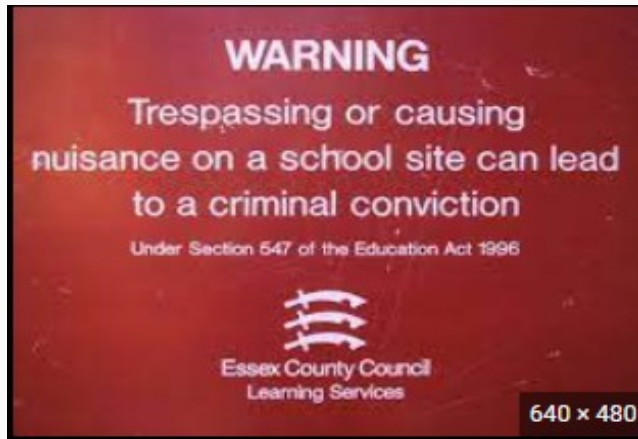 WARNING
Trespassing or causing
nuisance on a school site can lead
to a criminal conviction
Under Section 547 of the Education Act 1996
Essex County Council
Learning Services
640 × 480